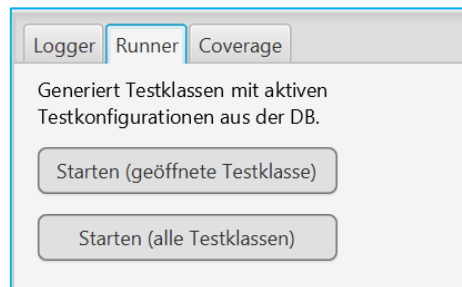 Logger Runner Coverage
Generiert Testklassen mit aktiven
Testkonfigurationen aus der DB.
Starten (geöffnete Testklasse)
Starten (alle Testklassen)